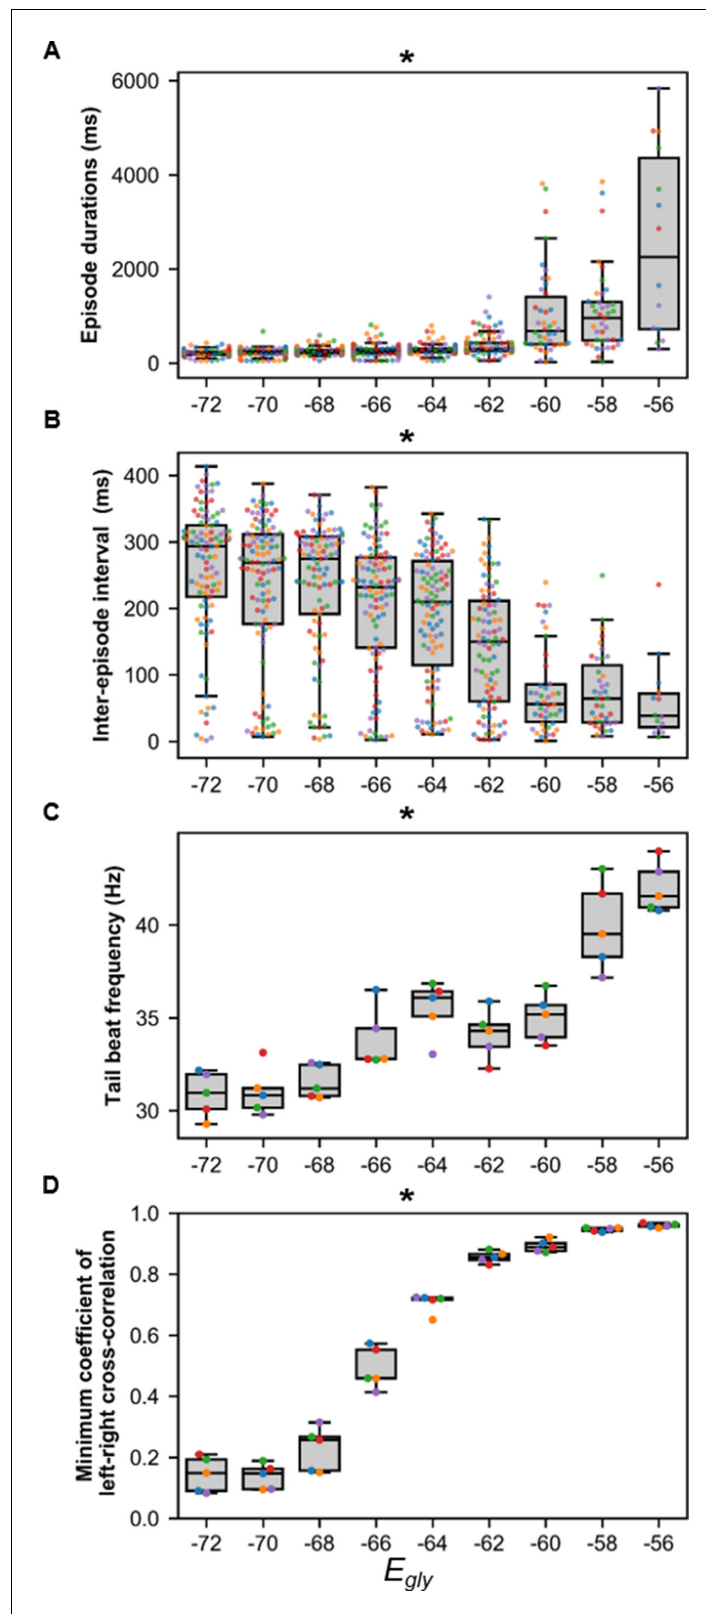 A
*
Episode durations (ms)
6000
4000
2000
0
-72 -70 -68 -66 -64 -62 -60 -58 -56
B
*
Inter-episode interval (ms)
400
300
200
100
0
-72 -70 -68 -66 -64 -62 -60 -58 -56
C
*
Tail beat frequency (Hz)
40
35
30
-72 -70 -68 -66 -64 -62 -60 -58 -56
D
*
Minimum coefficient of
left-right cross-correlation
1.0
0.8
0.6
0.4
0.2
0.0
-72 -70 -68 -66 -64 -62 -60 -58 -56
Egly